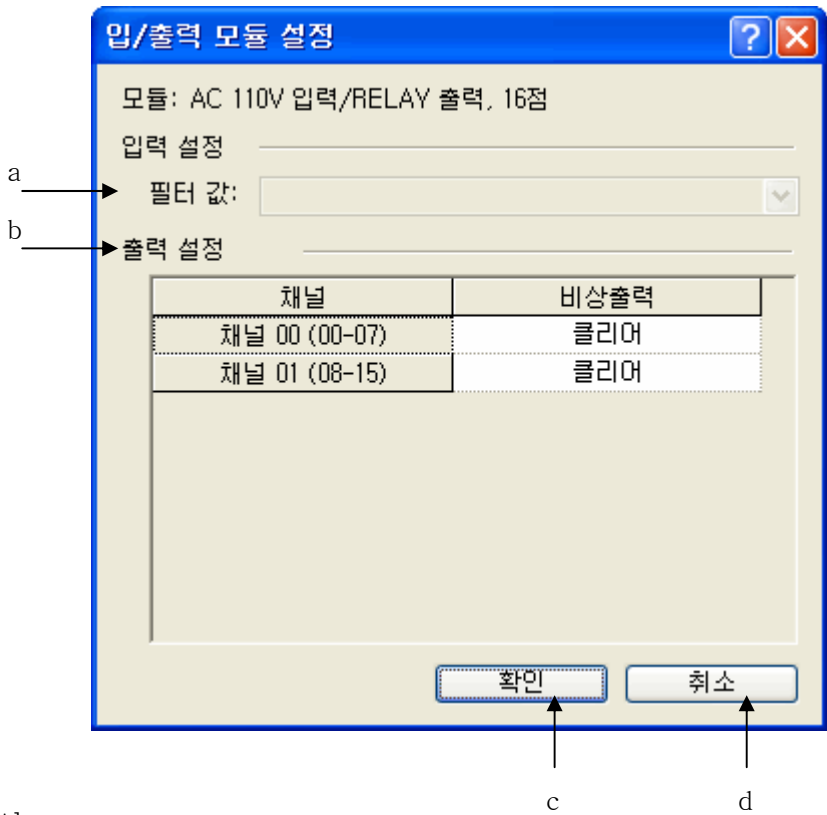 입/출력 모듈 설정
모듈: AC 110V 입력/RELAY 출력, 16점
입력 설정
a
필터 값:
b
출력 설정
채널 비상출력
채널 00 (00-07) 클리어
채널 01 (08-15) 클리어
확인 취소
c d